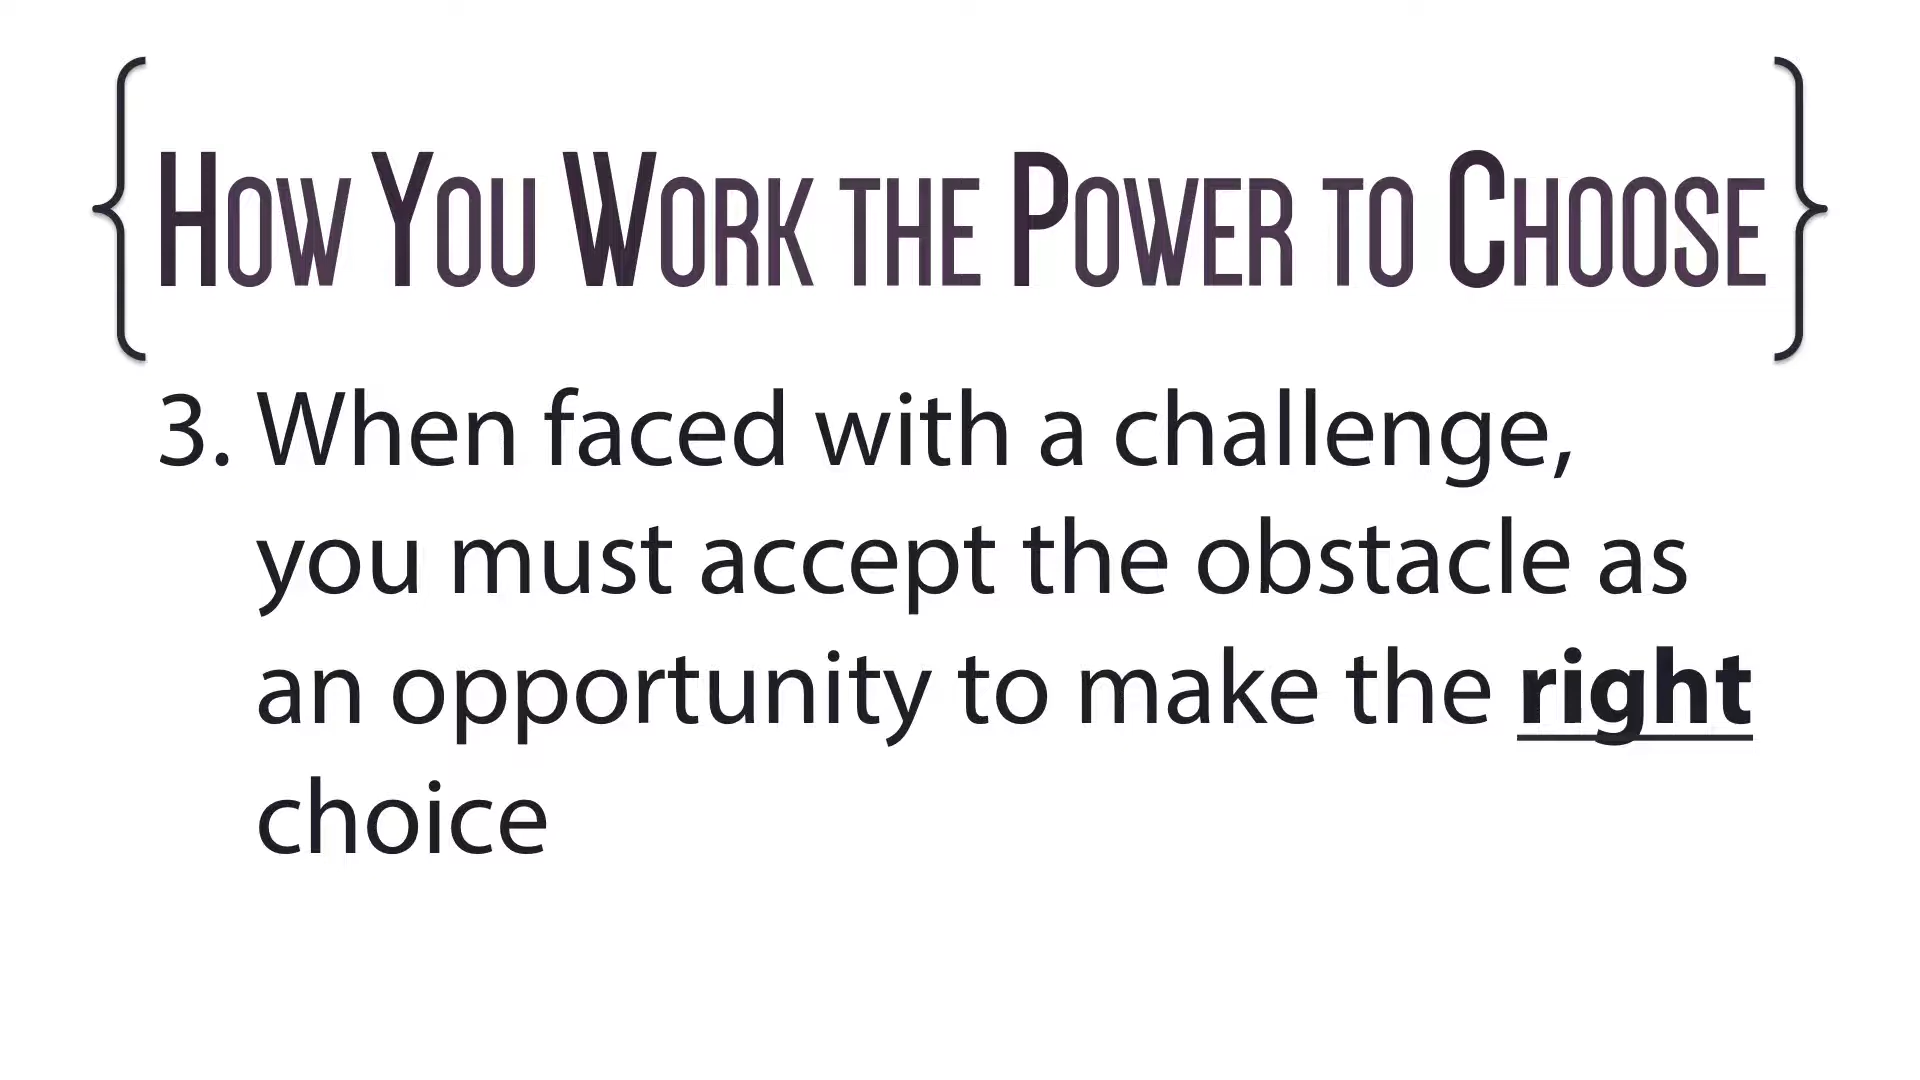 How You Work the Power to Choose
3. When faced with a challenge,
you must accept the obstacle as
an opportunity to make the right
choice